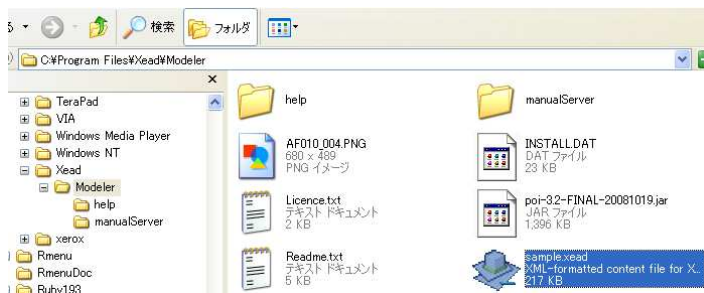 る 検索 フォルダ
C:¥Program Files¥Xead¥Modeler
TeraPad
VIA
Windows Media Player
Windows NT
Xead
Modeler
help
manualServer
xerox
Rmenu
RmenuDoc
Ruby193
help
manualServer
AF010_004.PNG
680 x 489
PNG イメージ
INSTALL.DAT
DAT ファイル
23 KB
Licence.txt
テキスト ドキュメント
2 KB
poi-3.2-FINAL-20081019.jar
JAR ファイル
1,396 KB
Readme.txt
テキスト ドキュメント
5 KB
sample.xead
XML-formatted content file for X...
217 KB